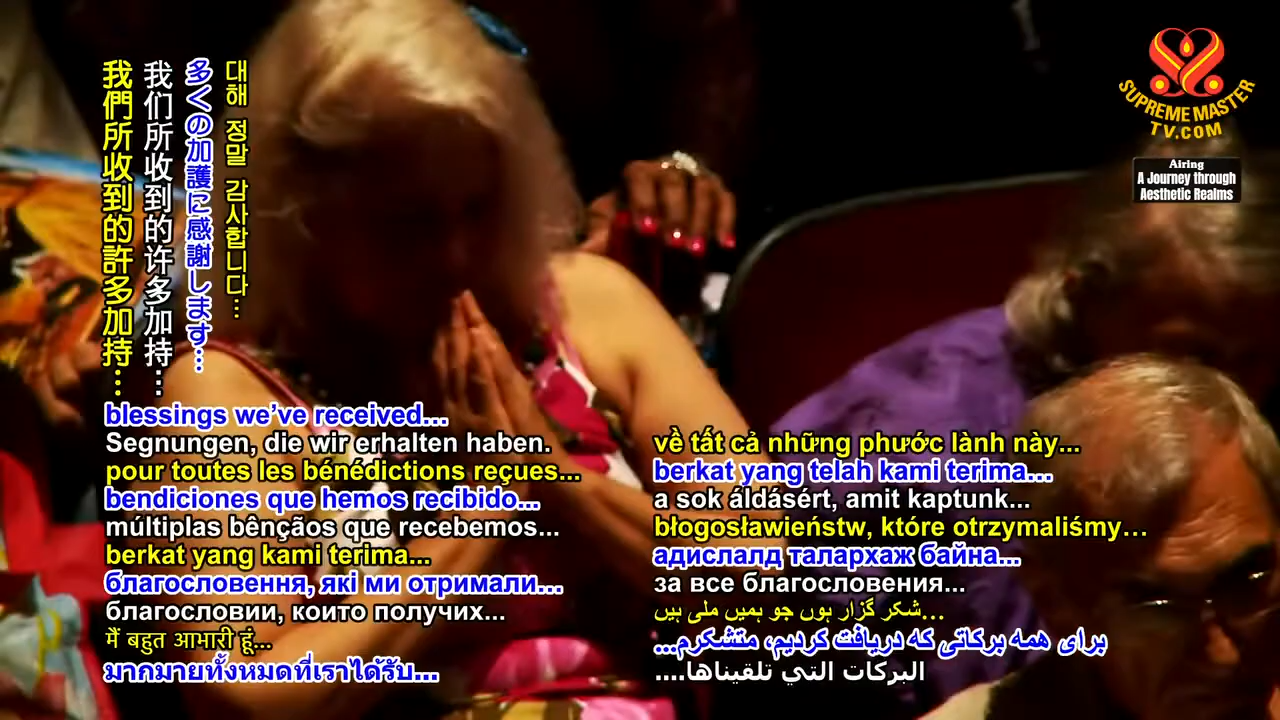 我們所收到的許多加持…
我们所收到的许多加持…
多くの加護に感謝します…
대해 정말 감사합니다…
SUPREME MASTER
TV.COM
Airing
A Journey through
Aesthetic Realms
blessings we’ve received...
Segnungen, die wir erhalten haben.
pour toutes les bénédictions reçues...
bendiciones que hemos recibido...
múltiplas bênçãos que recebemos...
berkat yang kami terima...
благословення, які ми отримали...
благословии, които получих...
मैं बहुत आभारी हूं...
มากมายทั้งหมดที่เราได้รับ...
về tất cả những phước lành này...
berkat yang telah kami terima...
a sok áldásért, amit kaptunk...
błogosławieństw, które otrzymaliśmy…
адислалд талархаж байна...
за все благословения...
شکر گزار ہوں جو ہمیں ملی ہیں...
برای همه برکاتی که دریافت کردیم، متشکرم...
البركات التي تلقيناها....